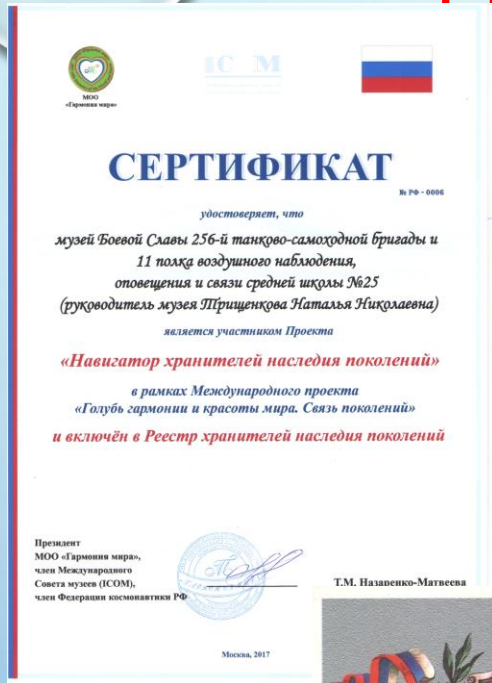 МОО
«Гармония мира»
IC M
СЕРТИФИКАТ
№ РФ - 0006
удостоверяет, что
музей Боевой Славы 256-й танково-самоходной бригады и
11 полка воздушного наблюдения,
оповещения и связи средней школы №25
(руководитель музея Трищенкова Наталья Николаевна)
является участником Проекта
«Навигатор хранителей наследия поколений»
в рамках Международного проекта
«Голубь гармонии и красоты мира. Связь поколений»
и включён в Реестр хранителей наследия поколений
Президент
МОО «Гармония мира»,
член Международного
Совета музеев (ICOM),
член Федерации космонавтики РФ
Т.М. Назаренко-Матвеева
Москва, 2017